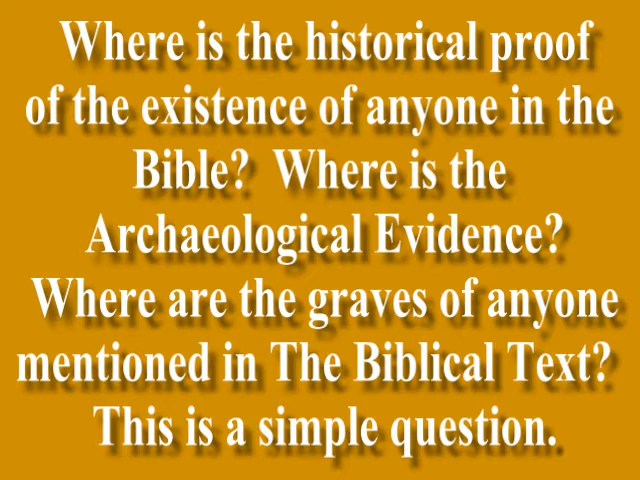 Where is the historical proof
of the existence of anyone in the
Bible? Where is the
Archaeological Evidence?
Where are the graves of anyone
mentioned in The Biblical Text?
This is a simple question.